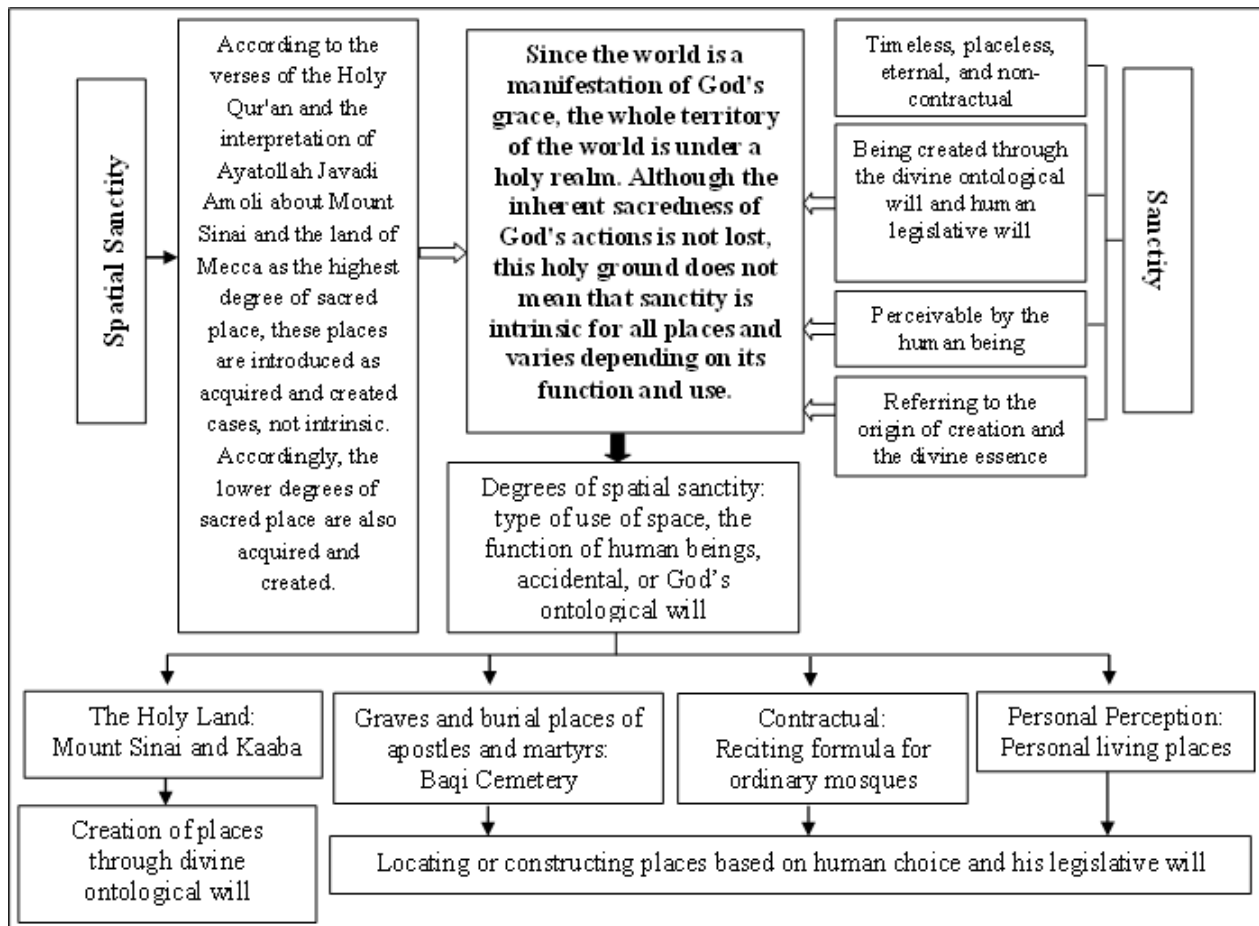 Spatial Sanctity
According to the
verses of the Holy
Qur'an and the
interpretation of
Ayatollah Javadi
Amoli about Mount
Sinai and the land of
Mecca as the highest
degree of sacred
place, these places
are introduced as
acquired and created
cases, not intrinsic.
Accordingly, the
lower degrees of
sacred place are also
acquired and
created.
Since the world is a
manifestation of God's
grace, the whole territory
of the world is under a
holy realm. Although the
inherent sacredness of
God's actions is not lost,
this holy ground does not
mean that sanctity is
intrinsic for all places and
varies depending on its
function and use.
Timeless, placeless,
eternal, and non-
contractual
Being created through
the divine ontological
will and human
legislative will
Perceivable by the
human being
Referring to the
origin of creation and
the divine essence
Sanctity
Degrees of spatial sanctity:
type of use of space, the
function of human beings,
accidental, or God’s
ontological will
The Holy Land:
Mount Sinai and Kaaba
Graves and burial places of
apostles and martyrs:
Baqi Cemetery
Contractual:
Reciting formula for
ordinary mosques
Personal Perception:
Personal living places
Creation of places
through divine
ontological will
Locating or constructing places based on human choice and his legislative will